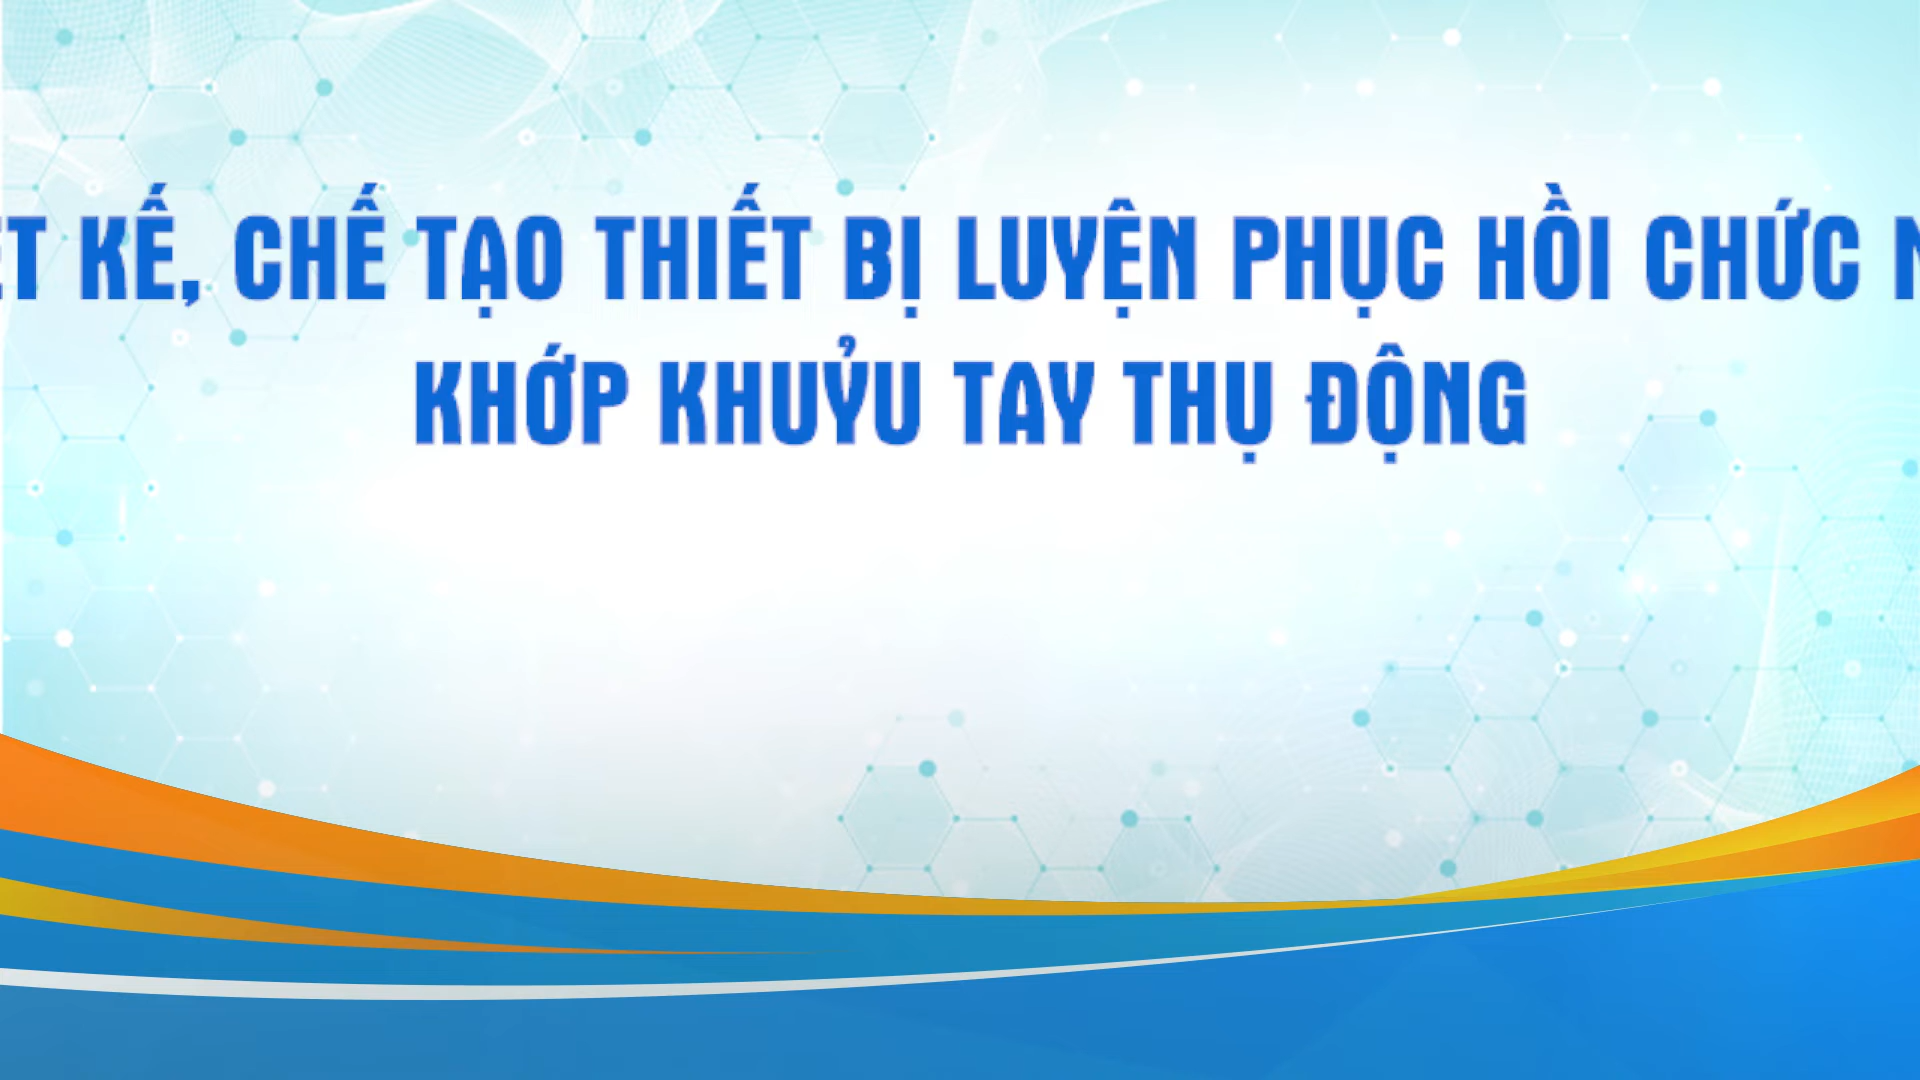 KẾ, CHẾ TẠO THIẾT BỊ LUYỆN PHỤC HỒI CHỨC
KHỚP KHUỶU TAY THỤ ĐỘNG